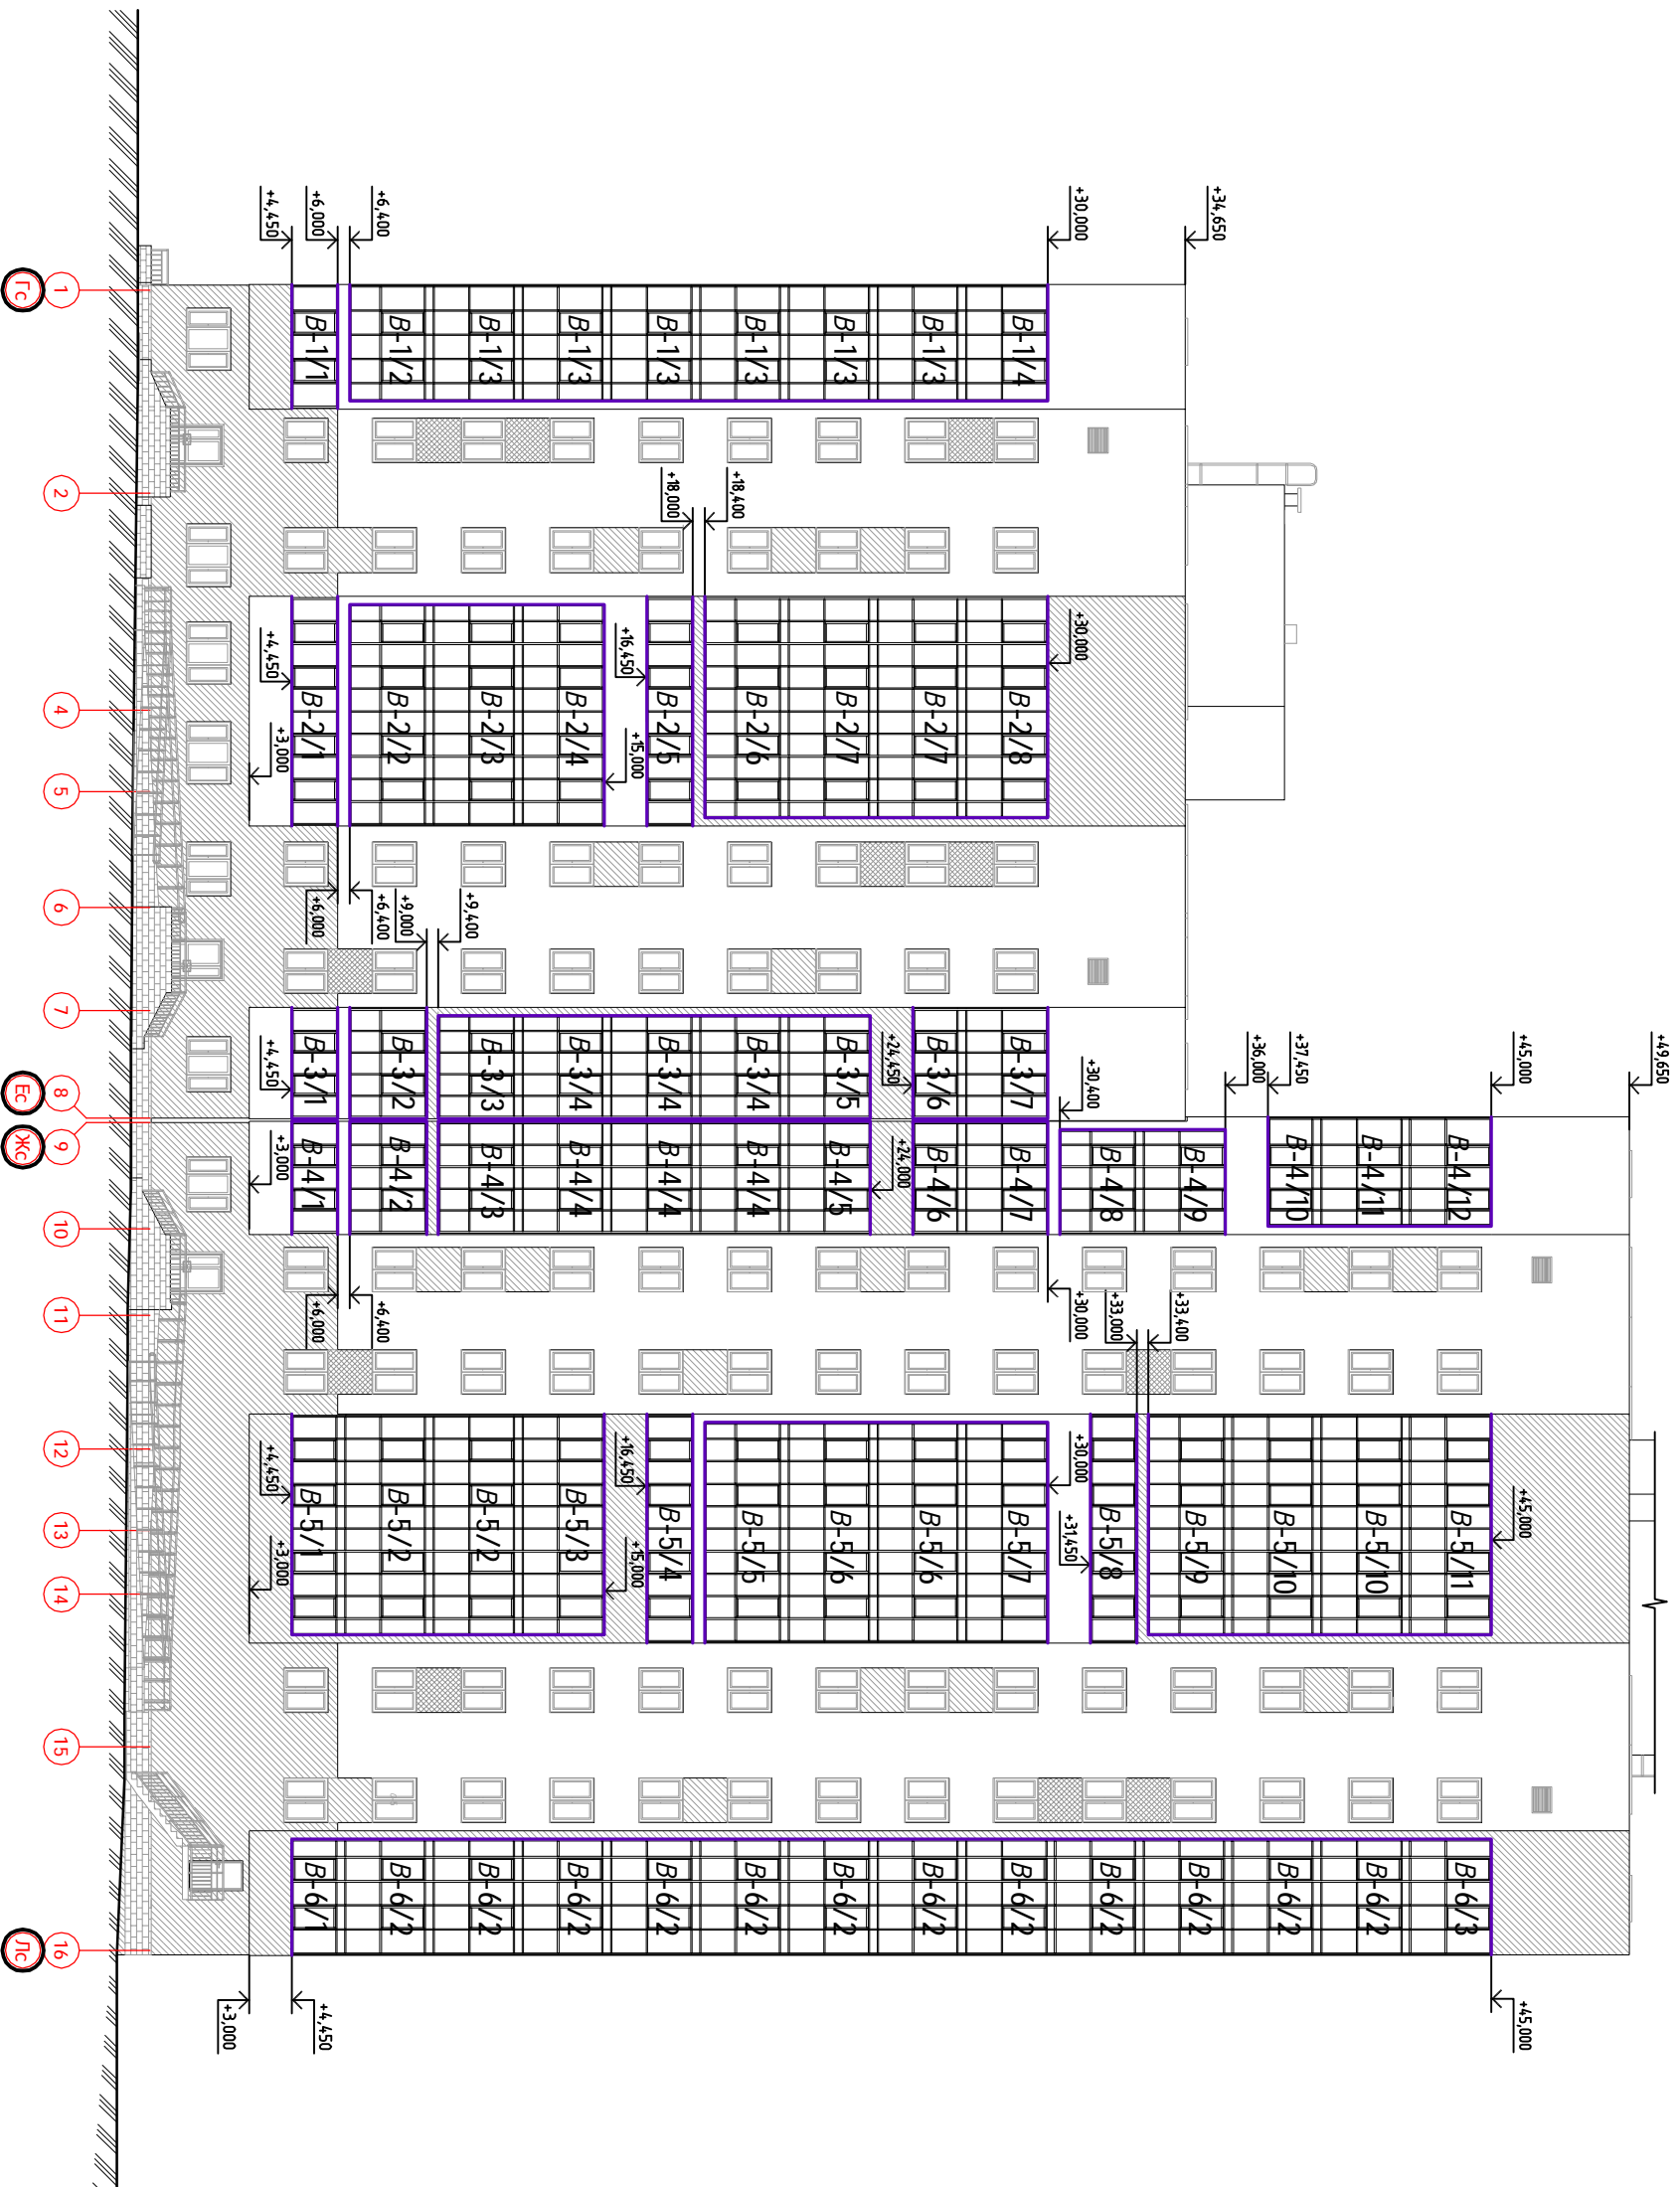 +49,650
+45,000
+37,450
+36,000
+34,650
+30,000
+6,400
+6,000
+4,450
B-1/4
B-1/3
B-1/3
B-1/3
B-1/3
B-1/3
B-1/3
B-1/2
B-1/1
+18,400
+18,000
+30,000
B-2/8
B-2/7
B-2/7
B-2/6
B-2/5
+16,450
+15,000
B-2/4
B-2/3
B-2/2
B-2/1
+4,450
+3,000
+6,400
+6,000
+9,400
+9,000
B-3/7
B-3/6
+24,450
B-3/5
B-3/4
B-3/4
B-3/4
B-3/3
B-3/2
B-3/1
+4,450
+30,400
B-4/12
B-4/11
B-4/10
B-4/9
B-4/8
B-4/7
B-4/6
+24,000
B-4/5
B-4/4
B-4/4
B-4/4
B-4/3
B-4/2
B-4/1
+3,000
+6,400
+6,000
+30,000
+33,400
+33,000
+45,000
B-5/11
B-5/10
B-5/10
B-5/9
B-5/8
+31,450
+30,000
B-5/7
B-5/6
B-5/6
B-5/5
B-5/4
+16,450
+15,000
B-5/3
B-5/2
B-5/2
B-5/1
+4,450
+3,000
B-6/3
B-6/2
B-6/2
B-6/2
B-6/2
B-6/2
B-6/2
B-6/2
B-6/2
B-6/2
B-6/2
B-6/2
B-6/2
B-6/1
+45,000
+4,450
+3,000
1
2
4
5
6
7
8
9
10
11
12
13
14
15
16
Гс
Ес
Жс
Лс